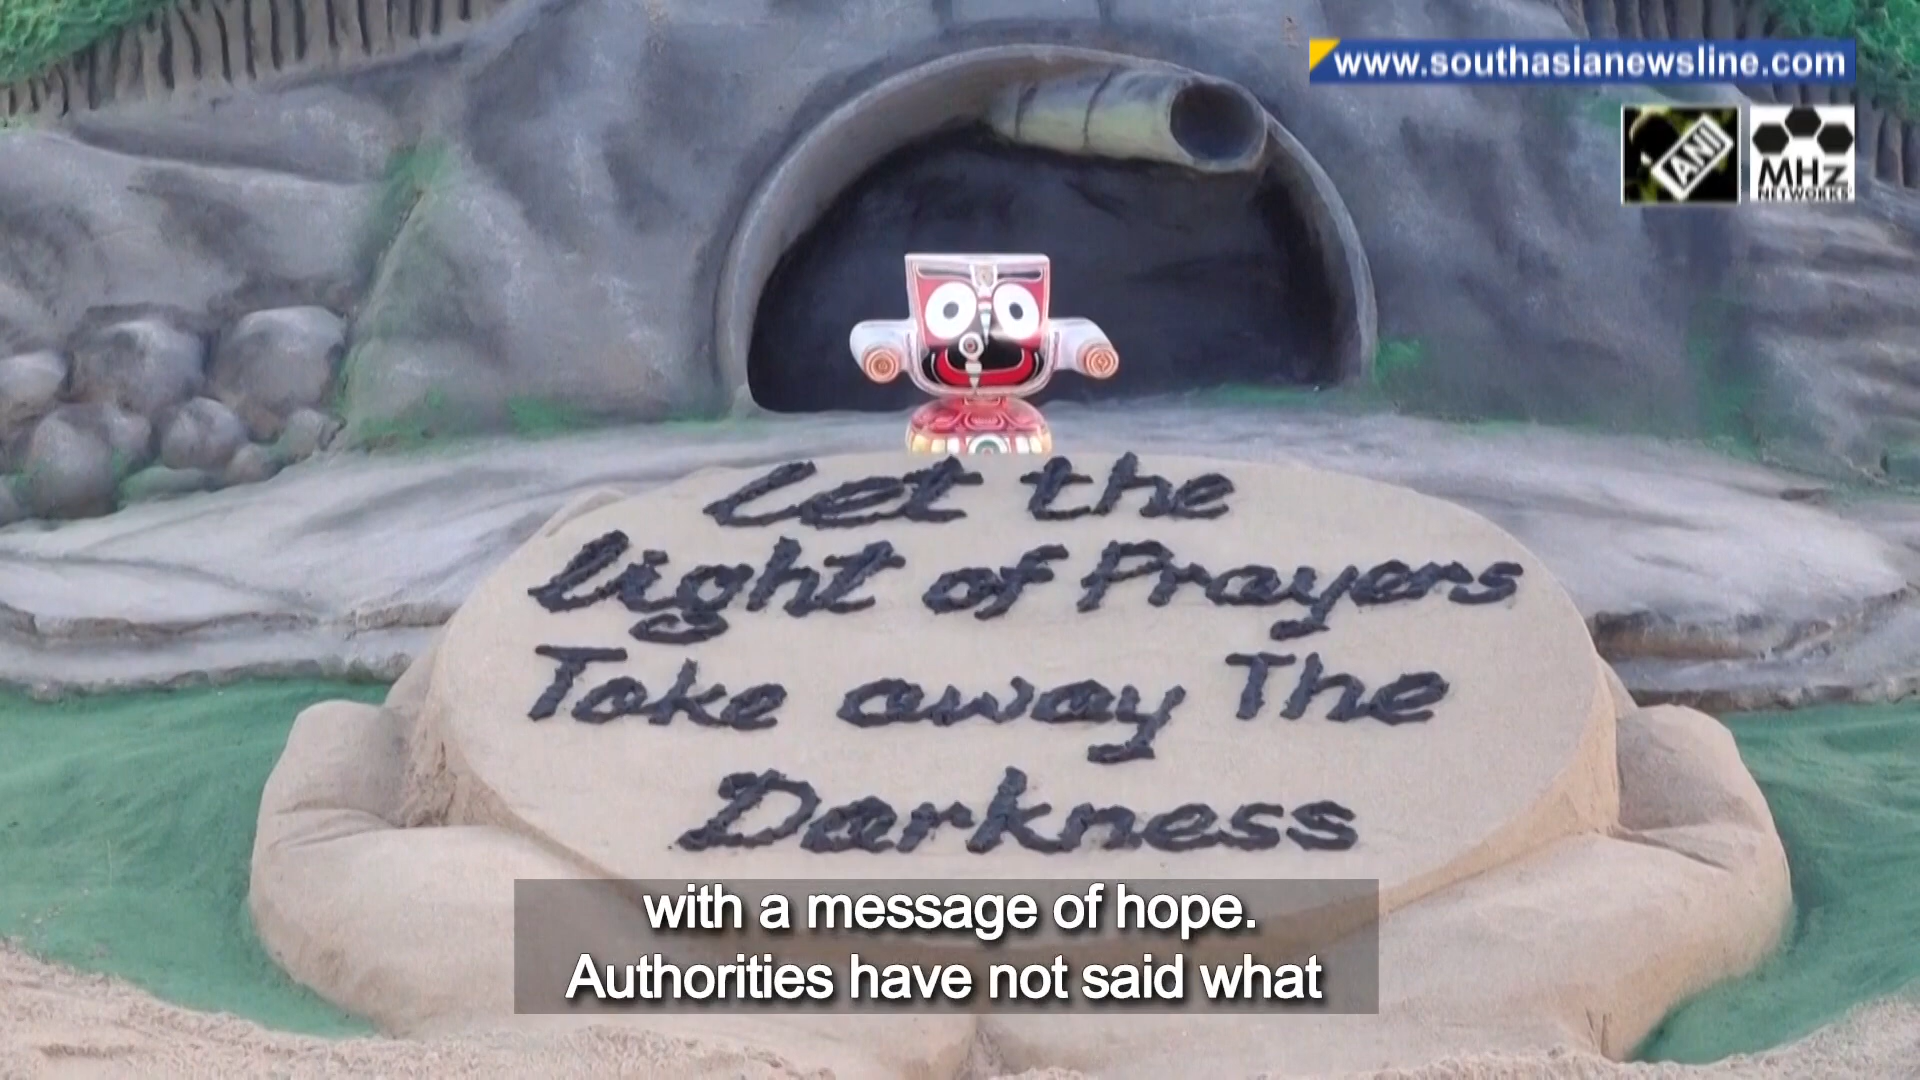 www.southasianewsline.com
ANI
MHz
NETWORKS
Let the
light of Prayers
Take away The
Darkness
with a message of hope.
Authorities have not said what